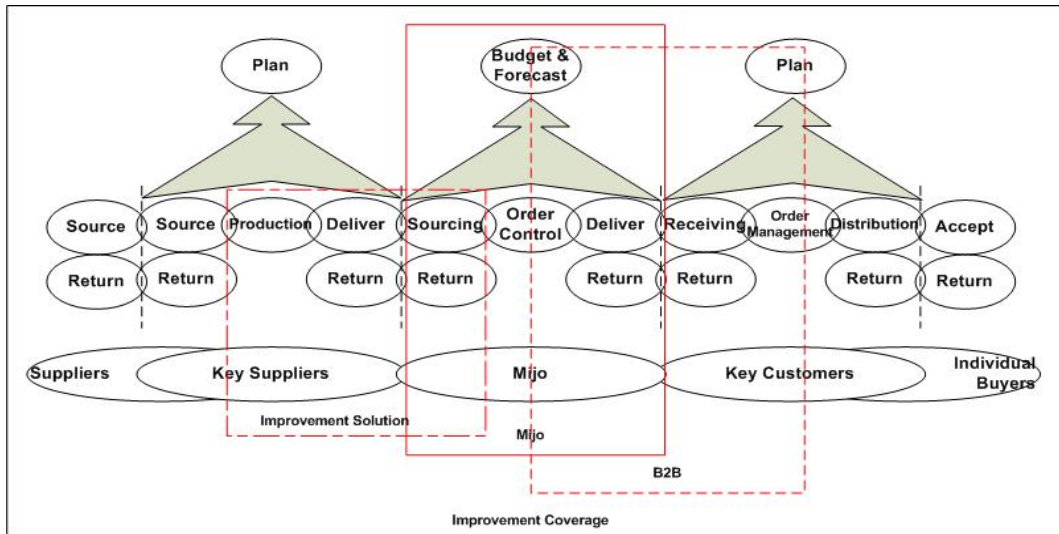 Plan
Budget &
Forecast
Plan
Source
Source
Production
Deliver
Sourcing
Order
Control
Deliver
Receiving
Order
Management
Distribution
Accept
Return
Return
Return
Return
Return
Return
Return
Return
Suppliers
Key Suppliers
Mijo
Key Customers
Individual
Buyers
Improvement Solution
Mijo
B2B
Improvement Coverage